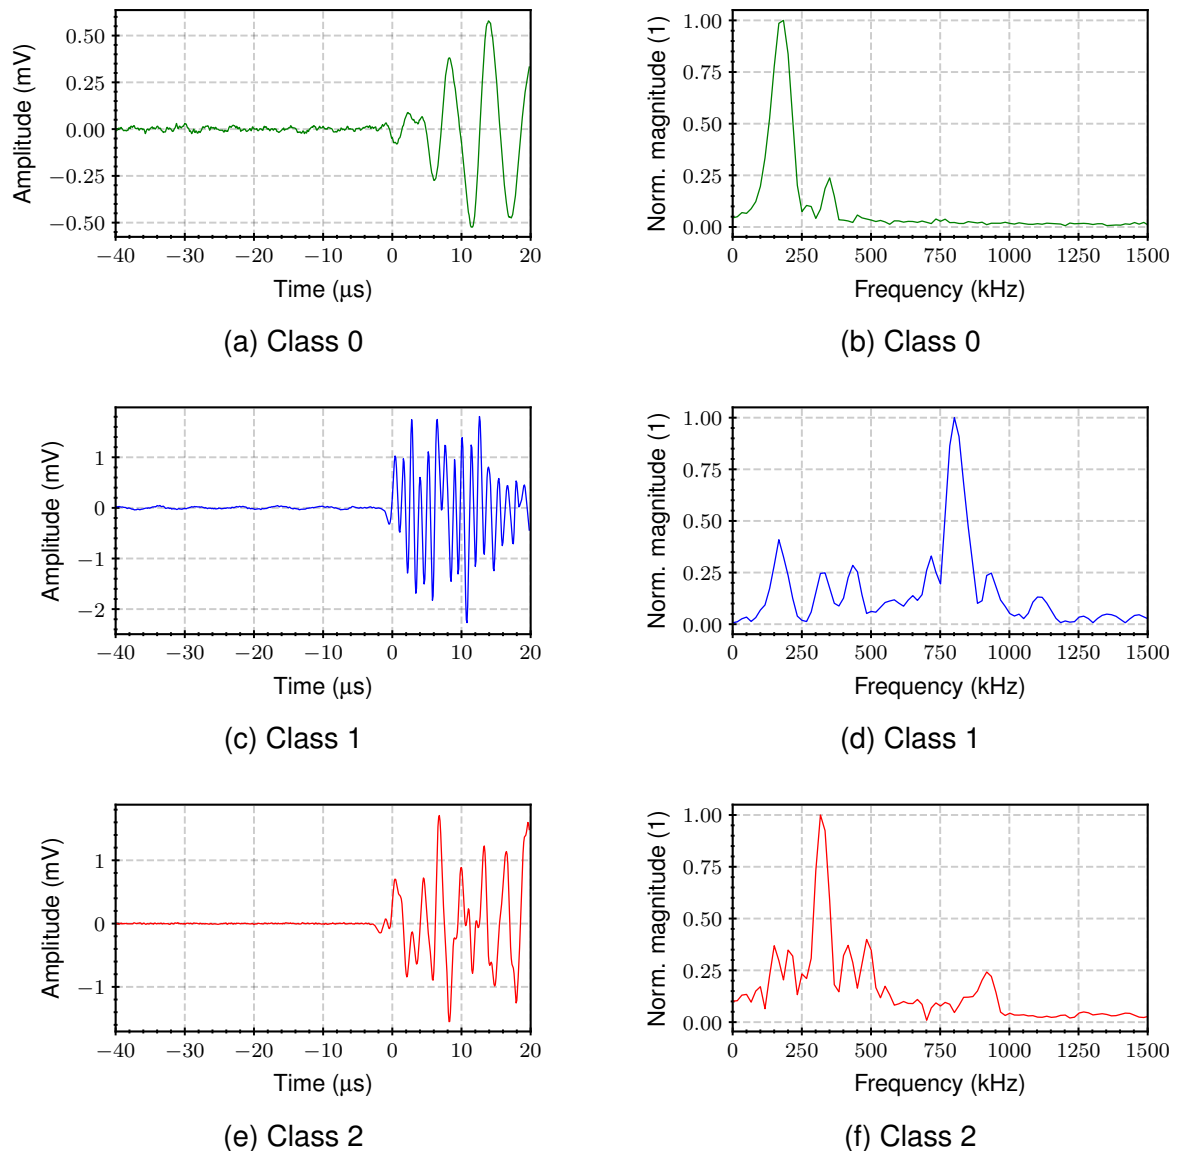 Amplitude (mV)
0.50
0.25
0.00
−0.25
−0.50
−40 −30 −20 −10 0 10 20
Time (μs)
(a) Class 0
Norm. magnitude (1)
1.00
0.75
0.50
0.25
0.00
0 250 500 750 1000 1250 1500
Frequency (kHz)
(b) Class 0
Amplitude (mV)
1
0
−1
−2
−40 −30 −20 −10 0 10 20
Time (μs)
(c) Class 1
Norm. magnitude (1)
1.00
0.75
0.50
0.25
0.00
0 250 500 750 1000 1250 1500
Frequency (kHz)
(d) Class 1
Amplitude (mV)
1
0
−1
−40 −30 −20 −10 0 10 20
Time (μs)
(e) Class 2
Norm. magnitude (1)
1.00
0.75
0.50
0.25
0.00
0 250 500 750 1000 1250 1500
Frequency (kHz)
(f) Class 2